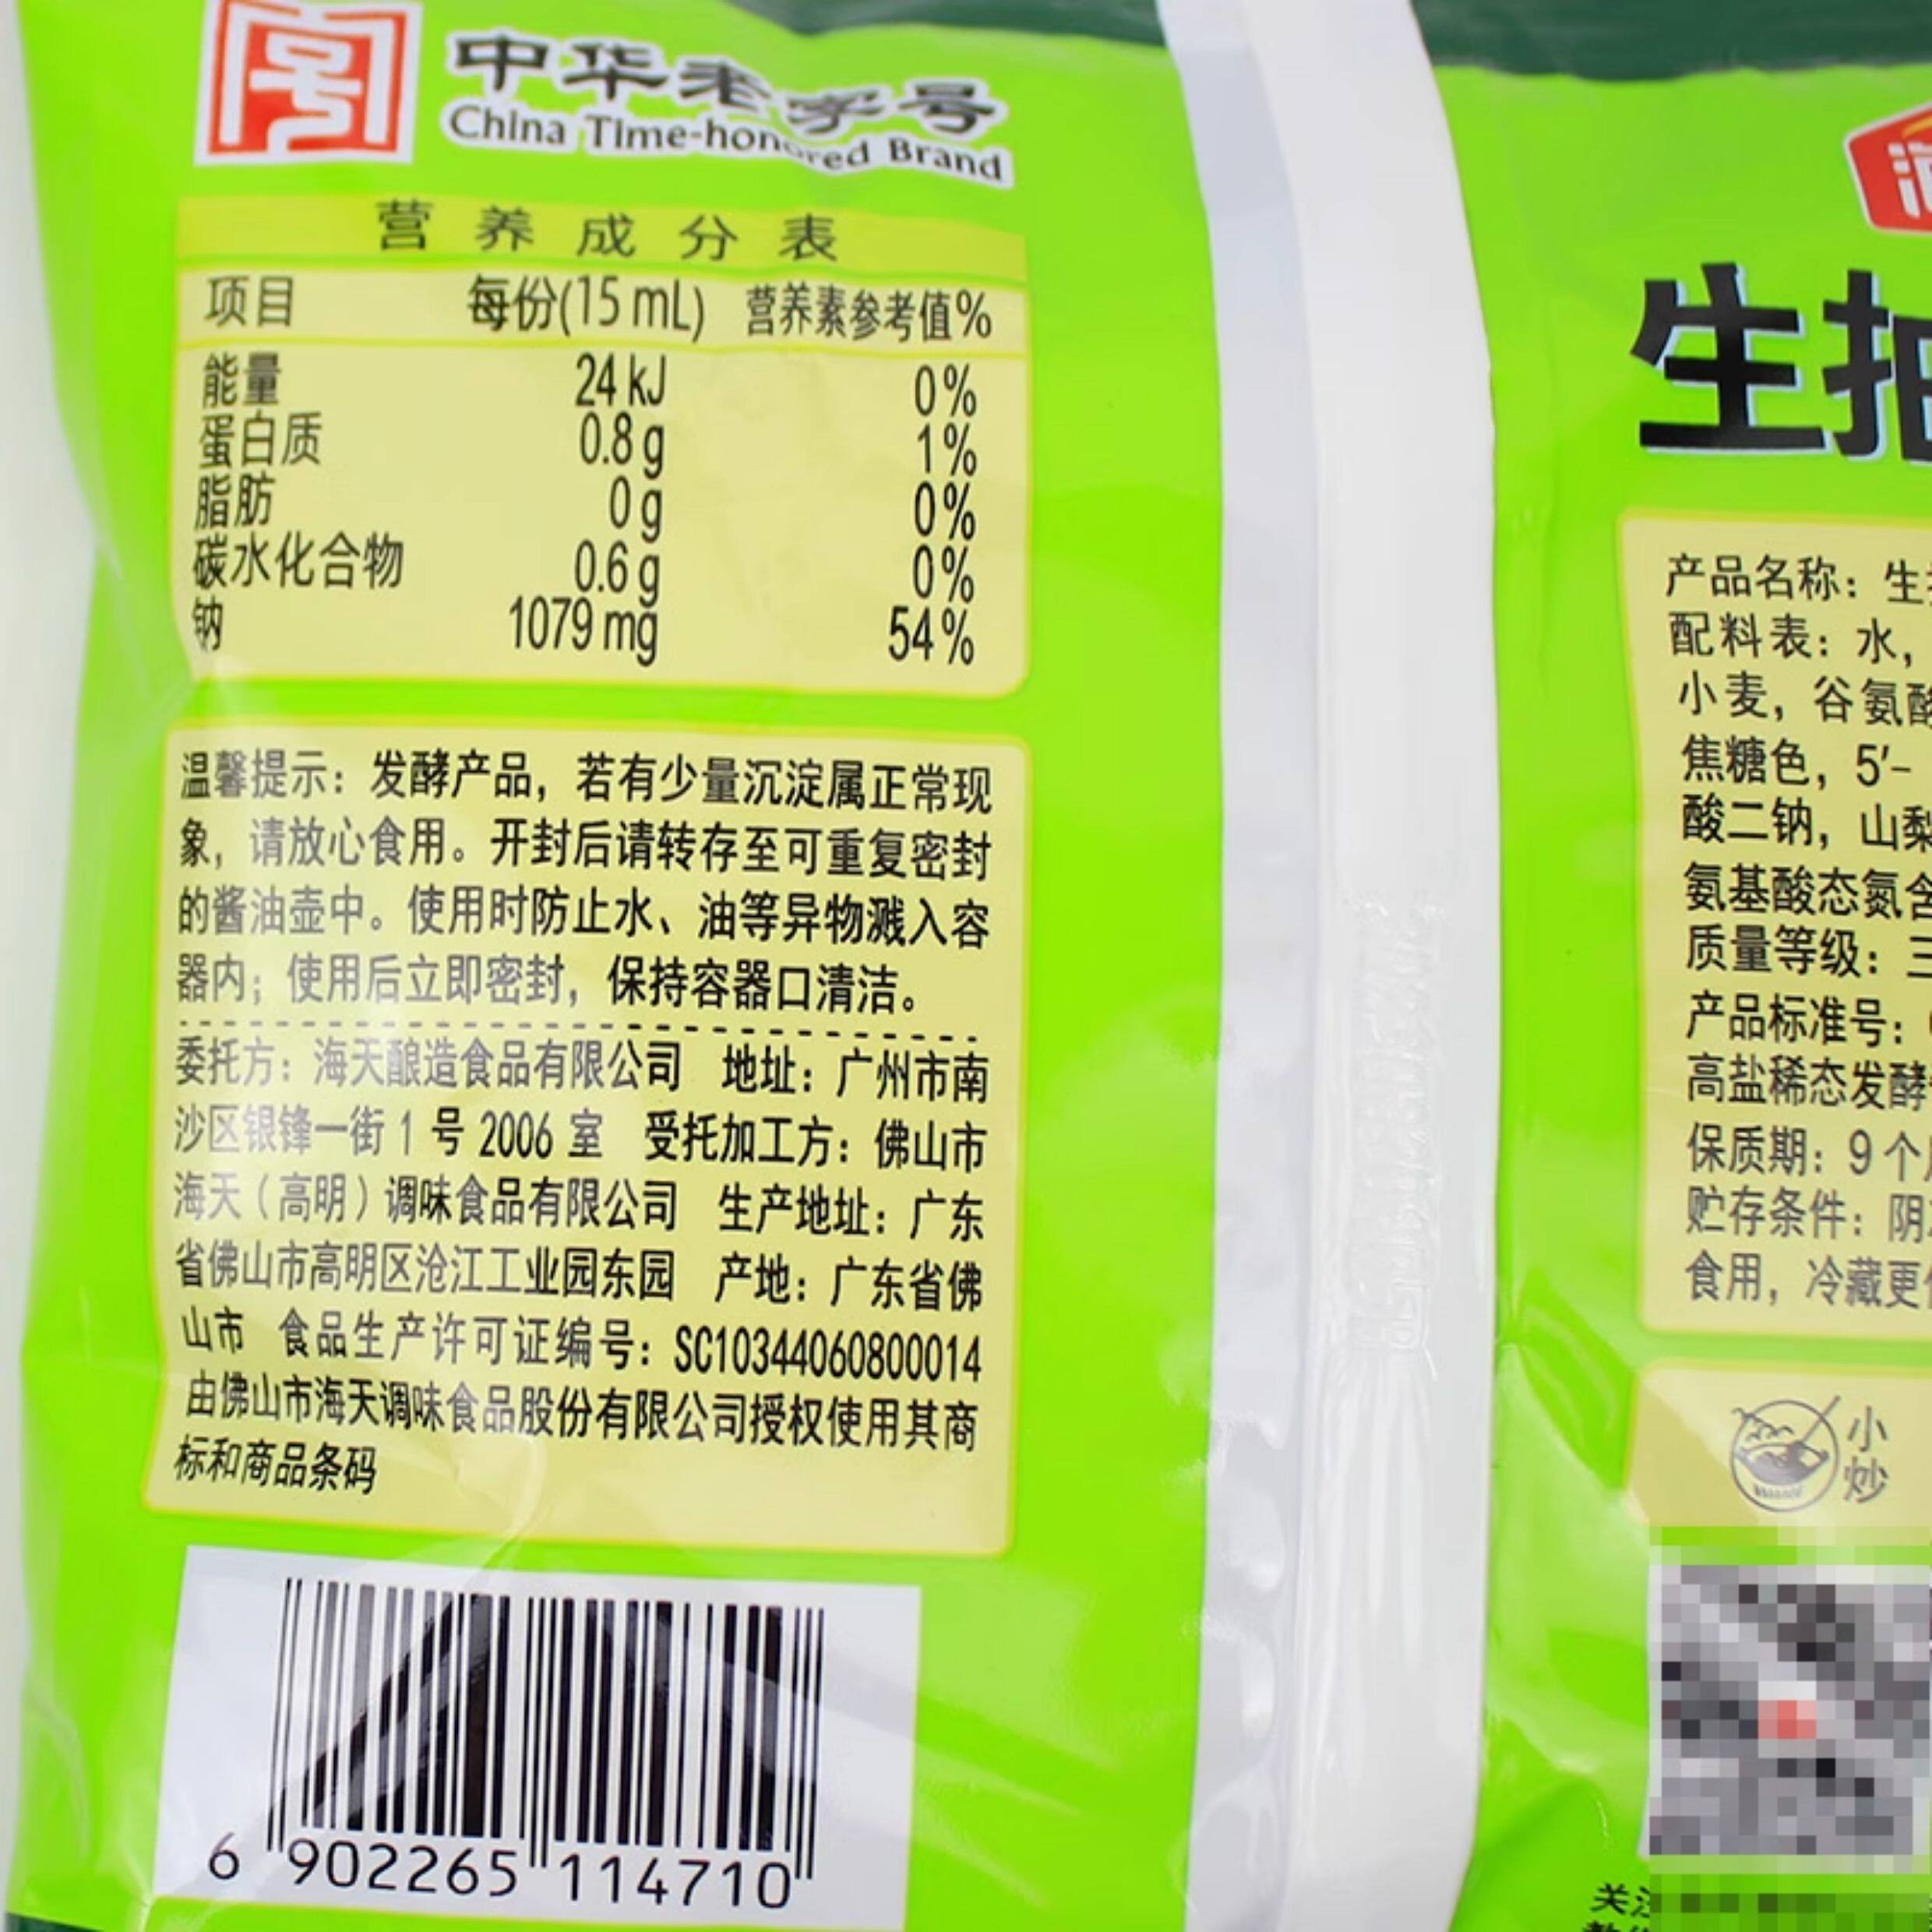 中华老字号
China Time-honored Brand
营养成分表
项目 每份(15 mL) 营养素参考值%
能量 24 kJ 0%
蛋白质 0.8 g 1%
脂肪 0 g 0%
碳水化合物 0.6 g 0%
钠 1079 mg 54%
温馨提示：发酵产品，若有少量沉淀属正常现
象，请放心食用。开封后请转存至可重复密封
的酱油壶中。使用时防止水、油等异物溅入容
器内；使用后立即密封，保持容器口清洁。
委托方：海天酿造食品有限公司 地址：广州市南
沙区银锋一街 1 号 2006 室 受托加工方：佛山市
海天（高明）调味食品有限公司 生产地址：广东
省佛山市高明区沧江工业园东园 产地：广东省佛
山市 食品生产许可证编号：SC10344060800014
由佛山市海天调味食品股份有限公司授权使用其商
标和商品条码
6 902265 114710
生抽
产品名称：生
配料表：水，
小麦，谷氨酸
焦糖色，5′-
酸二钠，山梨
氨基酸态氮含
质量等级：三
产品标准号：
高盐稀态发酵
保质期：9个
贮存条件：阴
食用，冷藏更
小
炒
关注